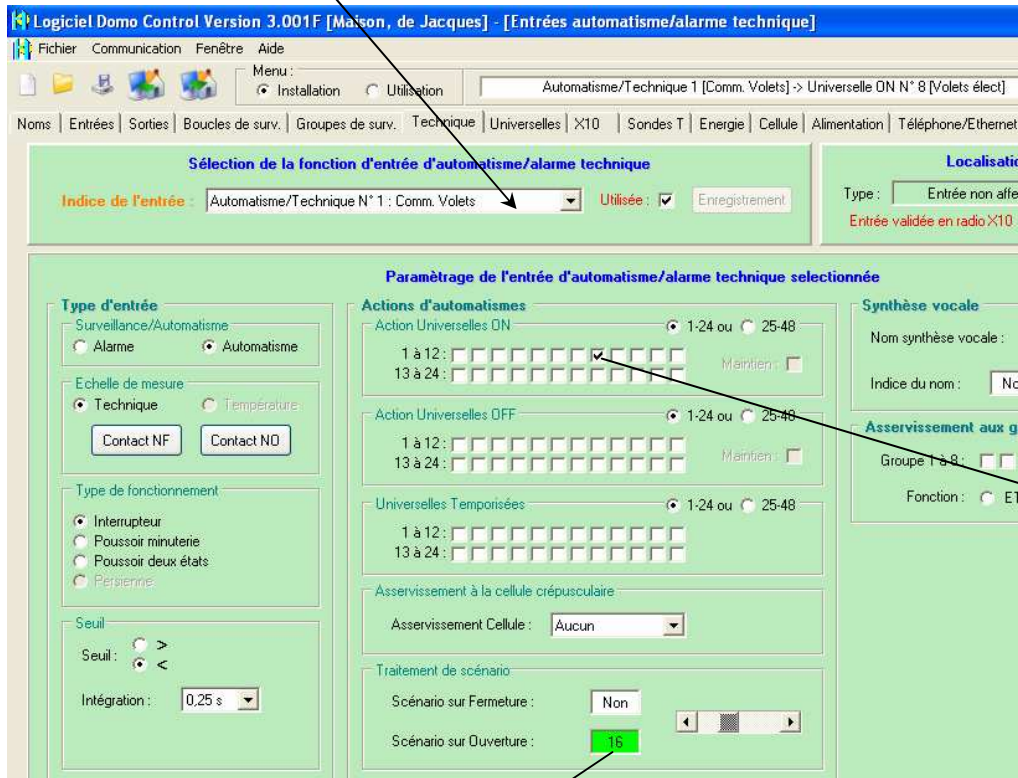 Logiciel Domo Control Version 3.001F [Maison, de Jacques] - [Entrées automatisme/alarme technique]
Fichier Communication Fenêtre Aide
Menu :
Installation Utilisation Automatisme/Technique 1 [Comm. Volets] -> Universelle ON N° 8 [Volets élect]
Noms Entrées Sorties Boucles de surv. Groupes de surv. Technique Universelles X10 Sondes T Energie Cellule Alimentation Téléphone/Ethernet
Sélection de la fonction d'entrée d'automatisme/alarme technique
Indice de l'entrée : Automatisme/Technique N° 1 : Comm. Volets Utilisée : Enregistrement
Localisatio
Type : Entrée non affe
Entrée validée en radio X10
Paramètrage de l'entrée d'automatisme/alarme technique selectionnée
Type d'entrée
Surveillance/Automatisme
Alarme Automatisme
Echelle de mesure
Technique Température
Contact NF Contact NO
Type de fonctionnement
Interrupteur
Poussoir minuterie
Poussoir deux états
Persienne
Seuil
Seuil : >
<
Intégration : 0,25 s
Actions d'automatismes
Action Universelles ON 1-24 ou 25-48
1 à 12 :
13 à 24 :
Maintien :
Action Universelles OFF 1-24 ou 25-48
1 à 12 :
13 à 24 :
Maintien :
Universelles Temporisées 1-24 ou 25-48
1 à 12 :
13 à 24 :
Asservissement à la cellule crépusculaire
Asservissement Cellule : Aucun
Traitement de scénario
Scénario sur Fermeture : Non
Scénario sur Ouverture : 16
Synthèse vocale
Nom synthèse vocale :
Indice du nom : No
Asservissement aux g
Groupe 1 à 8 :
Fonction : ET